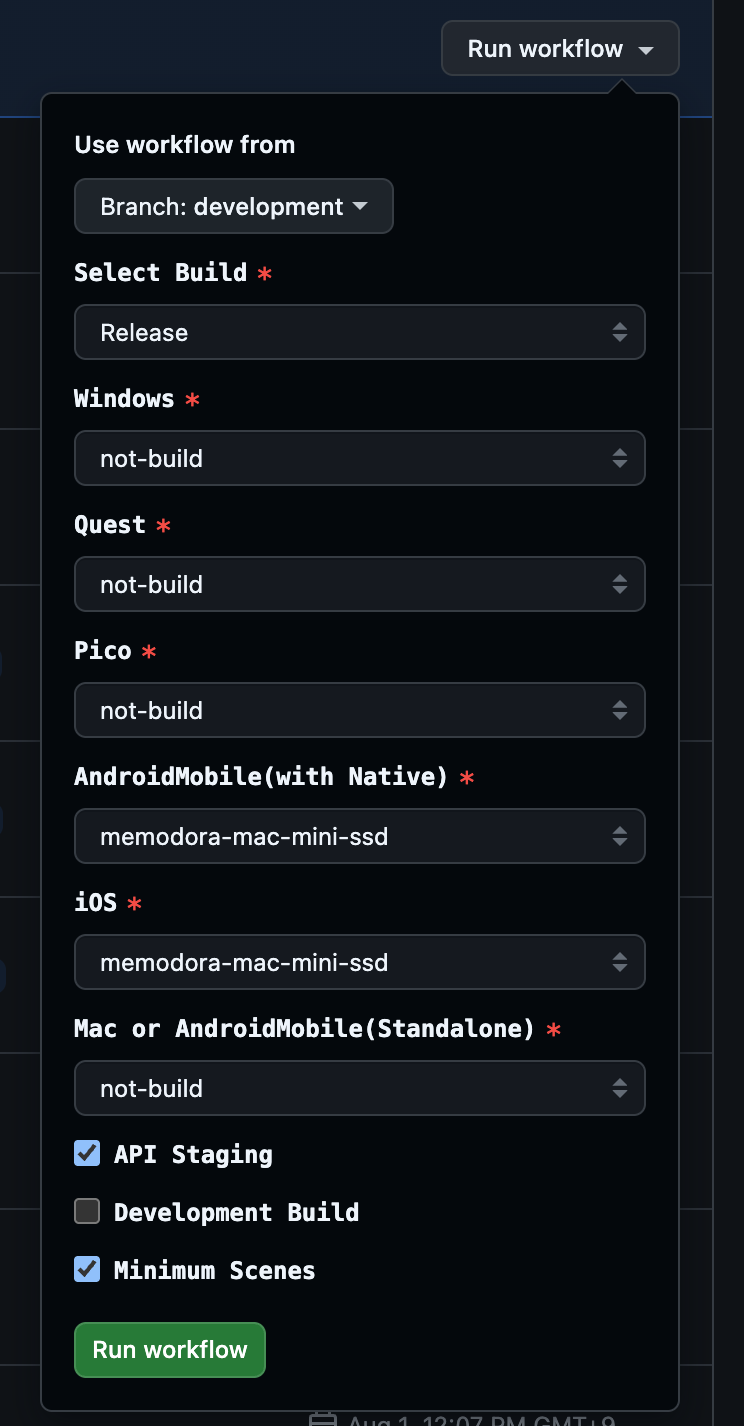 Run workflow
Use workflow from
Branch: development
Select Build *
Release
Windows *
not-build
Quest *
not-build
Pico *
not-build
AndroidMobile(with Native) *
memodora-mac-mini-ssd
iOS *
memodora-mac-mini-ssd
Mac or AndroidMobile(Standalone) *
not-build
API Staging
Development Build
Minimum Scenes
Run workflow
Aug 1, 12:07 PM GMT+9